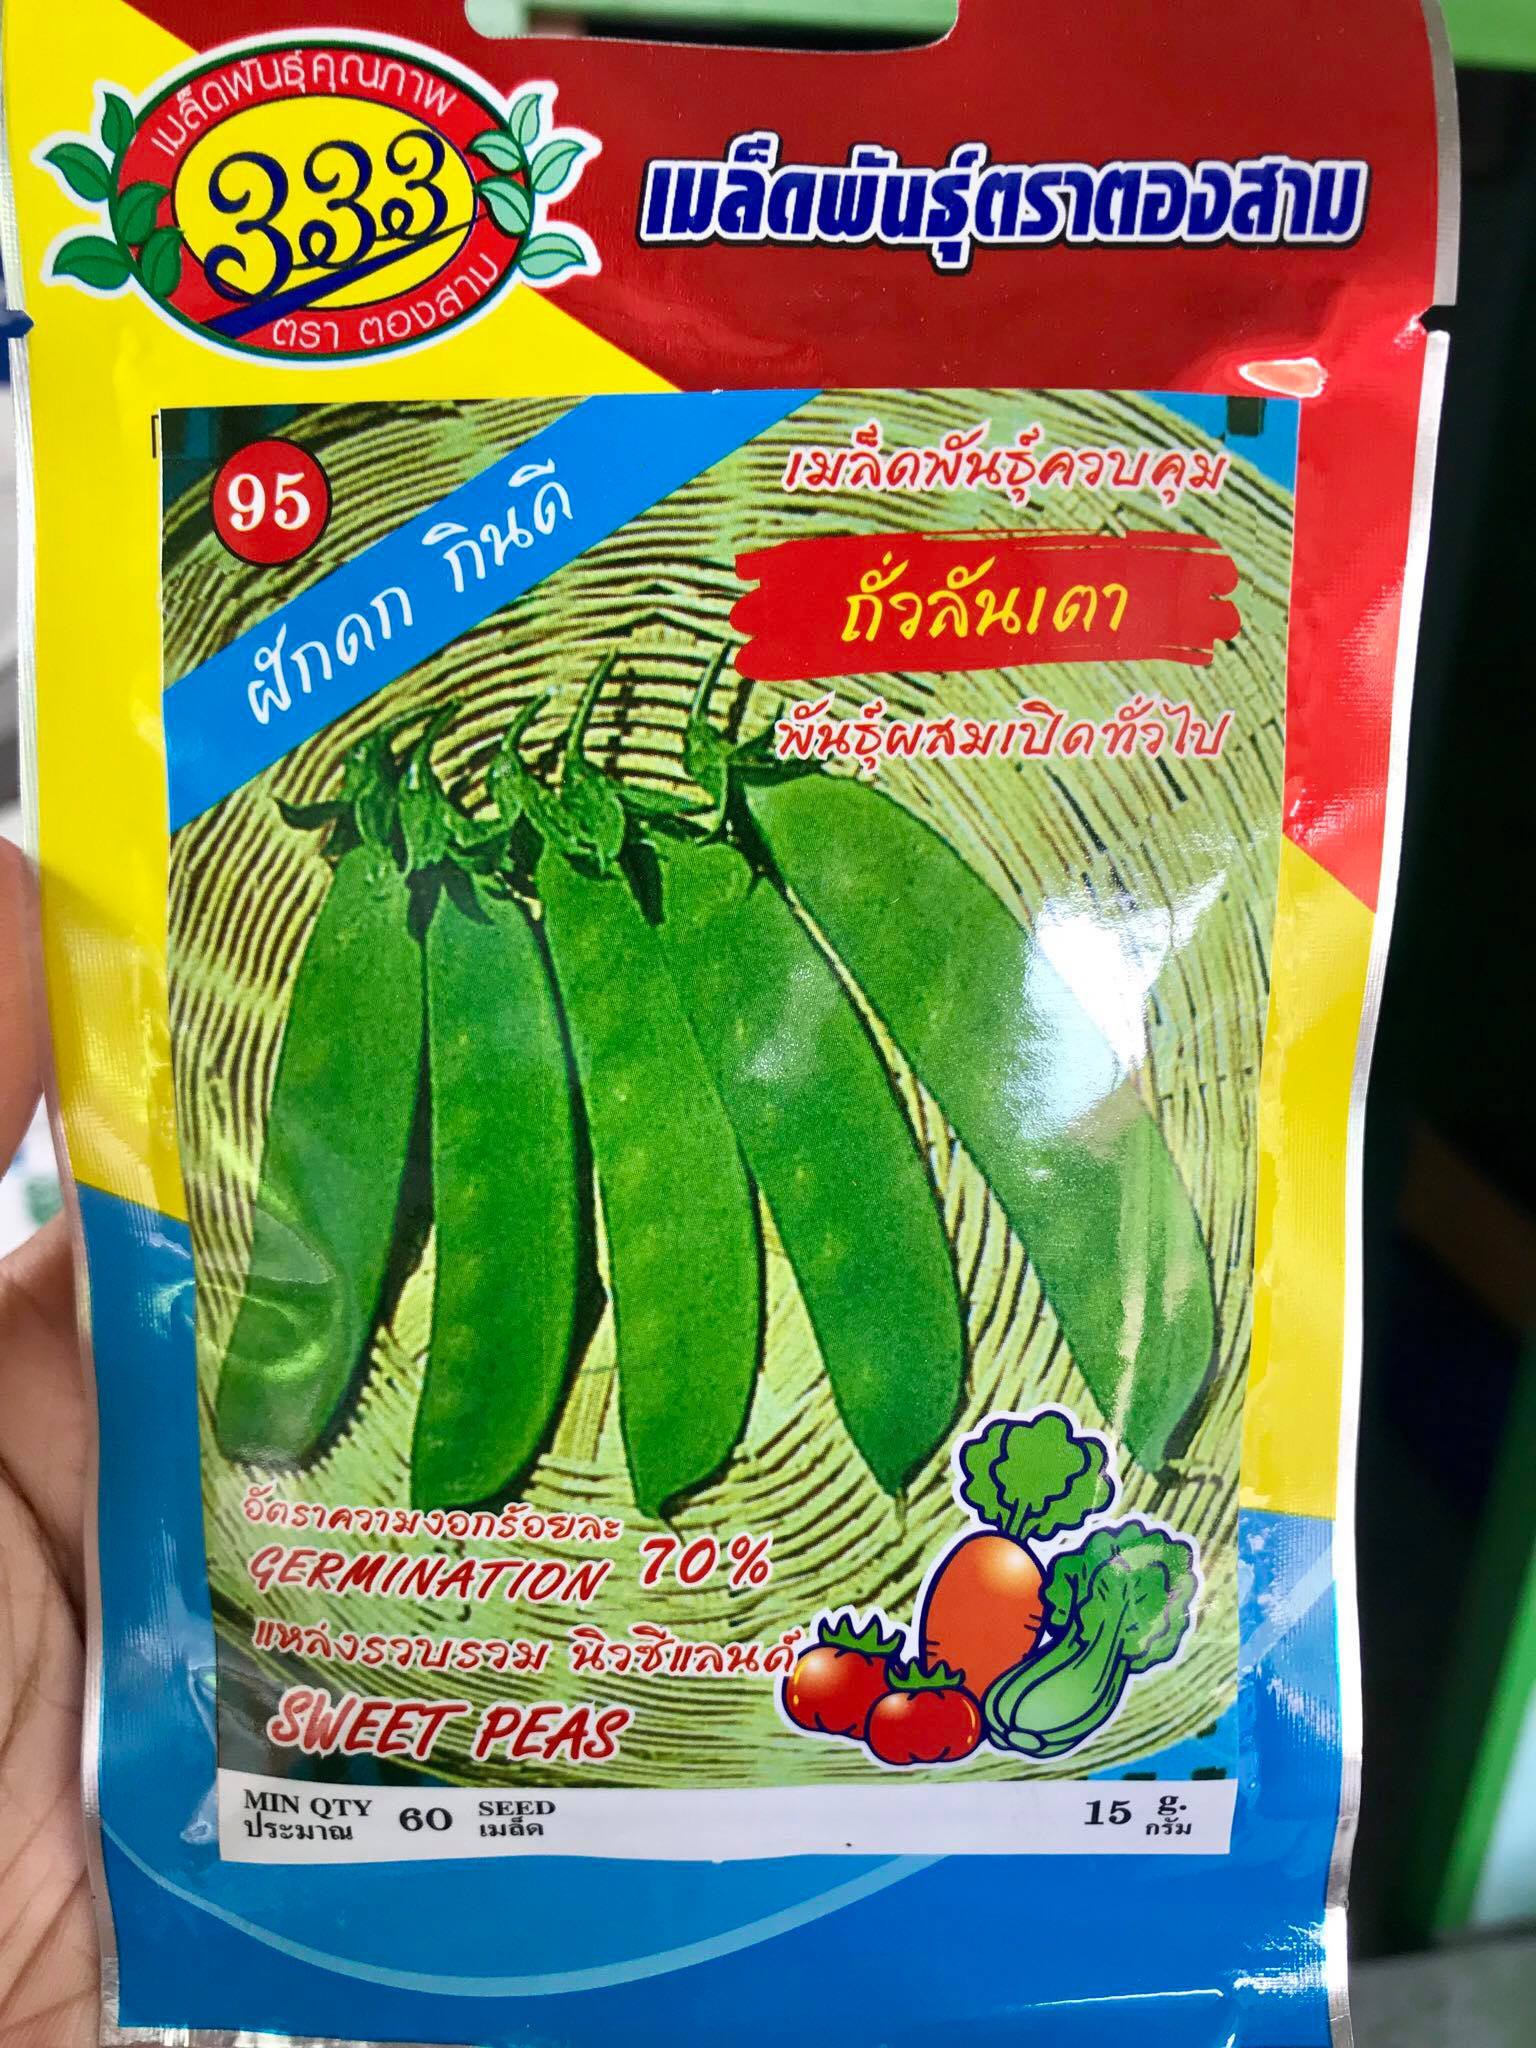 เมล็ดพันธุ์คุณภาพ
333
ตรา ตองสาม
เมล็ดพันธุ์ตราตองสาม
95
ฝักดก กินดี
เมล็ดพันธุ์ควบคุม
ถั่วลันเตา
พันธุ์ผสมเปิดทั่วไป
อัตราความงอกร้อยละ
GERMINATION 70%
แหล่งรวบรวม นิวซีแลนด์
SWEET PEAS
MIN QTY 60 SEED 15 g.
ประมาณ เมล็ด กรัม